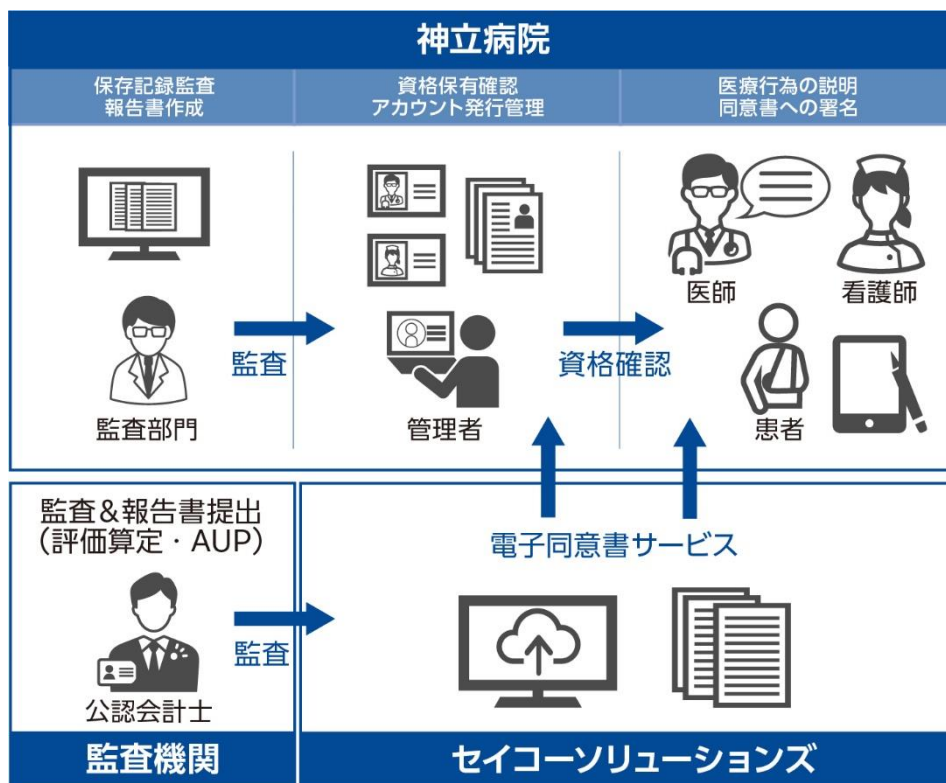 神立病院
保存記録監査
報告書作成
資格保有確認
アカウント発行管理
医療行為の説明
同意書への署名
医師
看護師
監査
資格確認
監査部門
管理者
患者
監査&報告書提出
(評価算定・AUP)
電子同意書サービス
監査
公認会計士
監査機関
セイコーソリューションズ